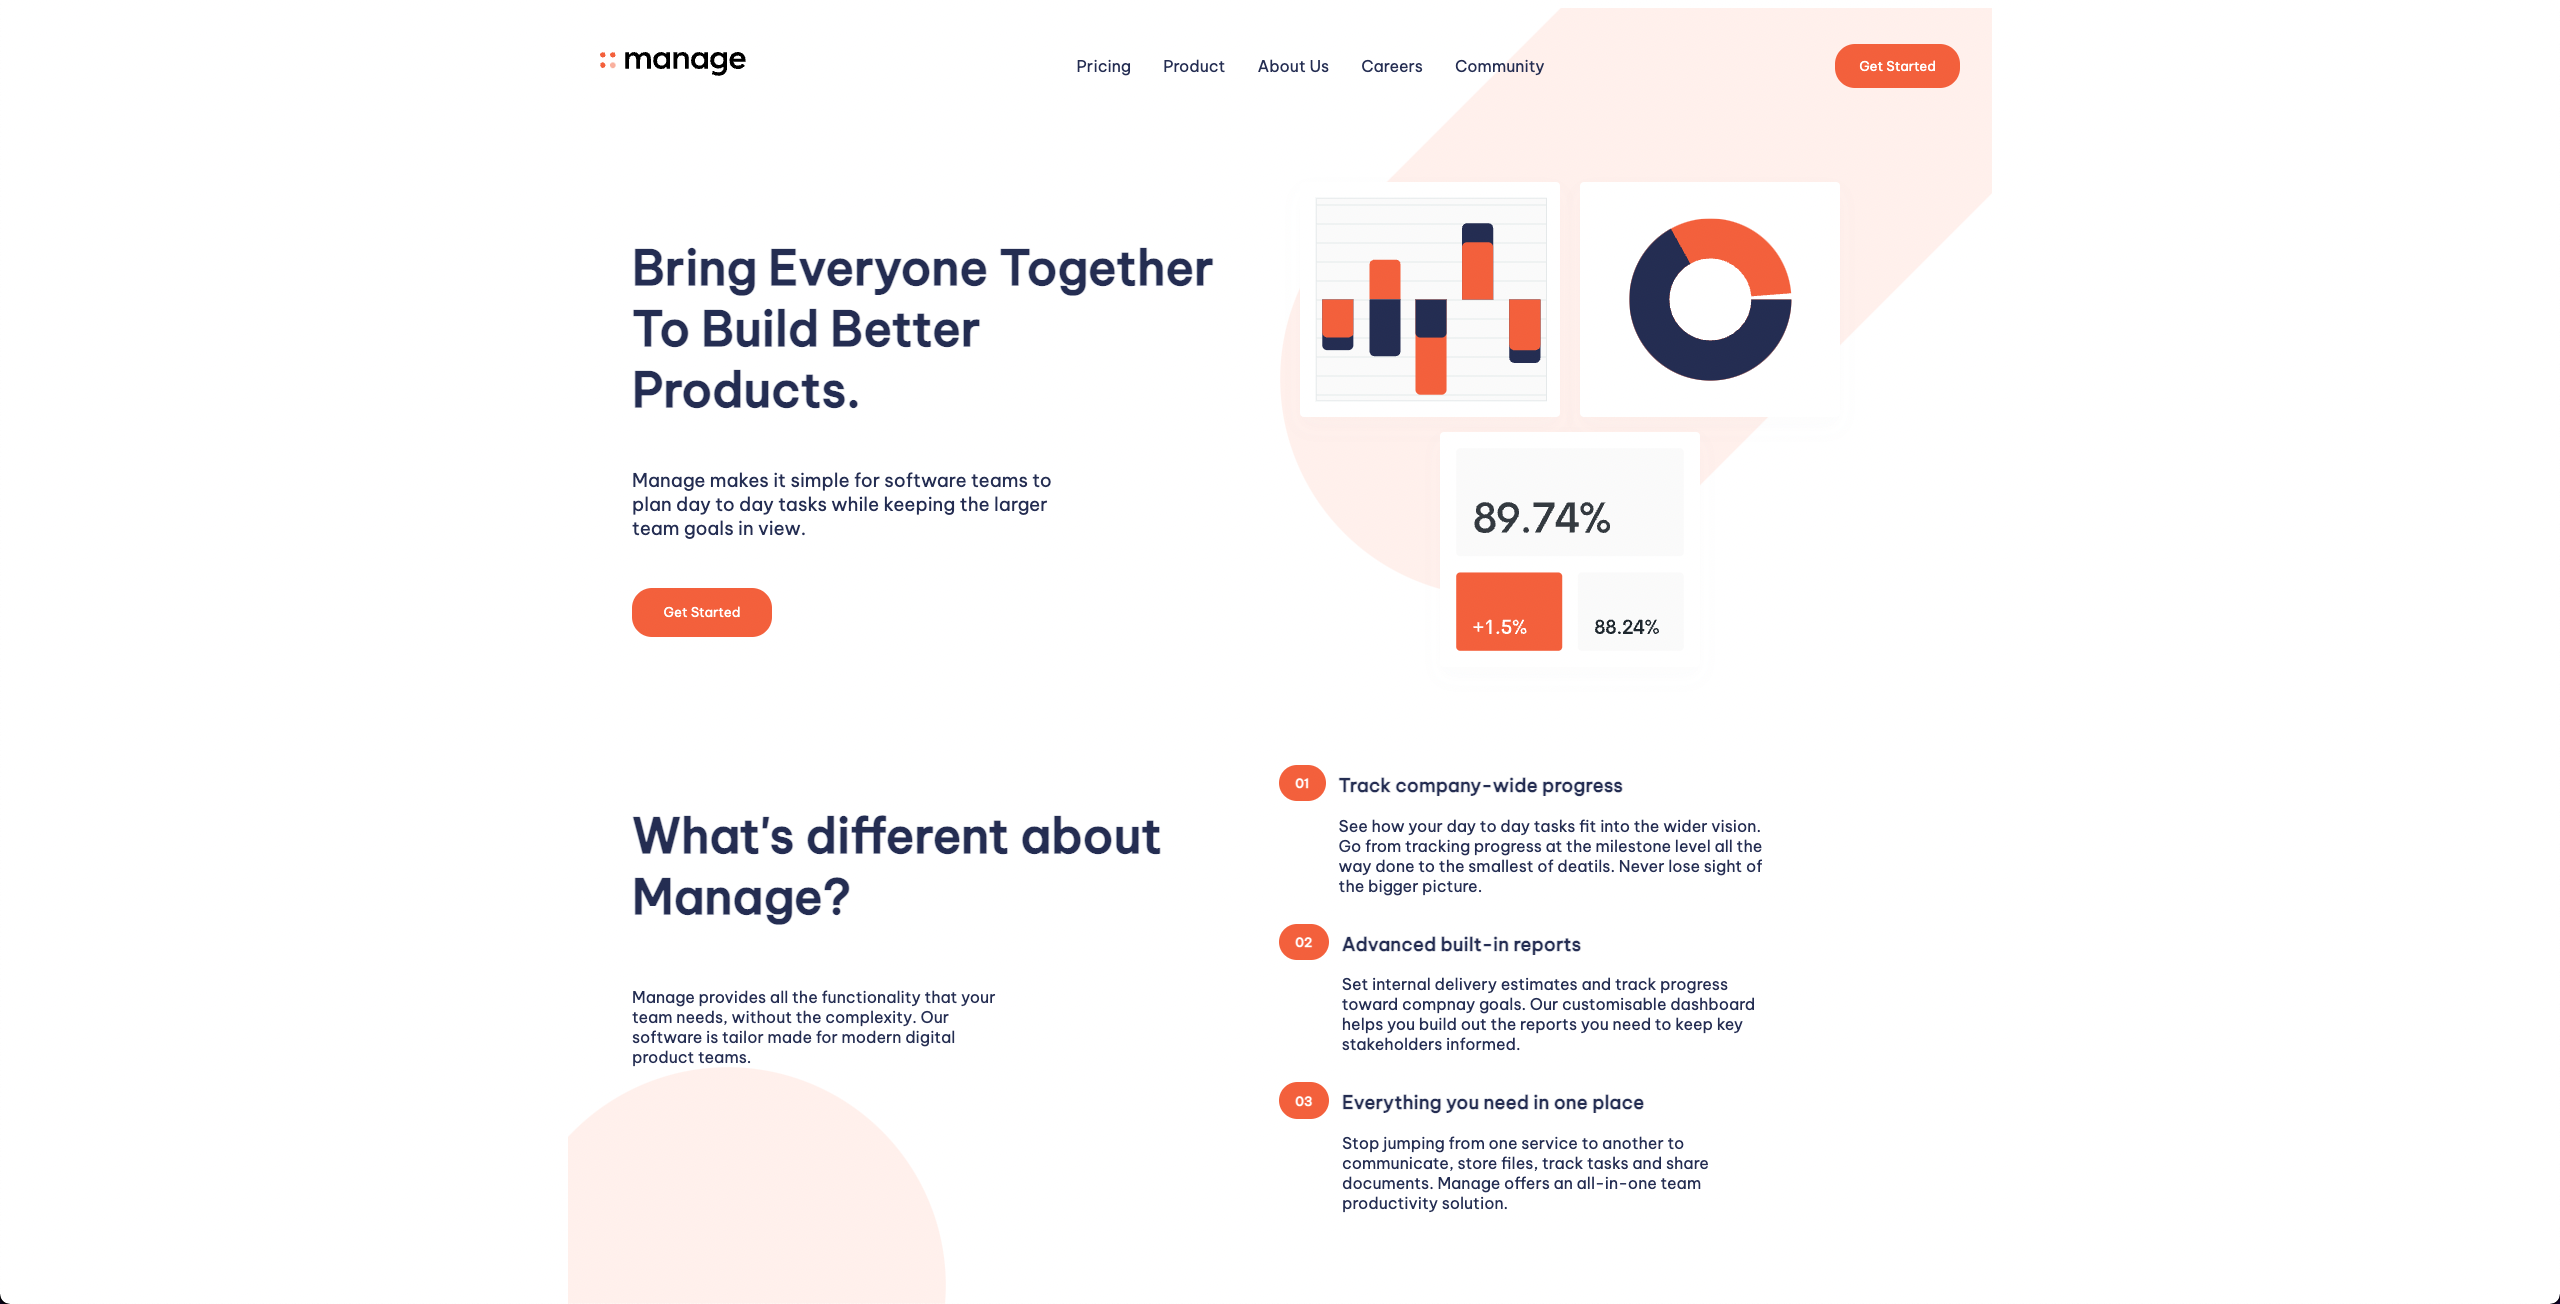 manage
Pricing Product About Us Careers Community
Get Started
Bring Everyone Together
To Build Better
Products.
Manage makes it simple for software teams to
plan day to day tasks while keeping the larger
team goals in view.
Get Started
89.74%
+1.5%
88.24%
What's different about
Manage?
Manage provides all the functionality that your
team needs, without the complexity. Our
software is tailor made for modern digital
product teams.
01 Track company-wide progress
See how your day to day tasks fit into the wider vision.
Go from tracking progress at the milestone level all the
way done to the smallest of deatils. Never lose sight of
the bigger picture.
02 Advanced built-in reports
Set internal delivery estimates and track progress
toward compnay goals. Our customisable dashboard
helps you build out the reports you need to keep key
stakeholders informed.
03 Everything you need in one place
Stop jumping from one service to another to
communicate, store files, track tasks and share
documents. Manage offers an all-in-one team
productivity solution.